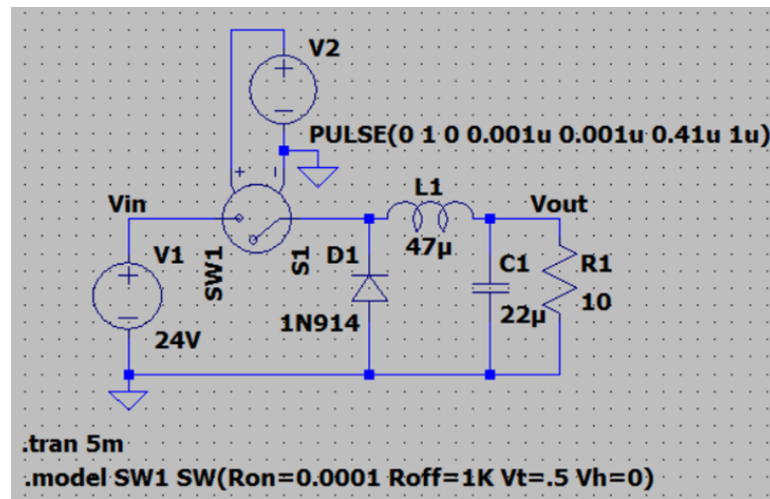 V2
PULSE(0 1 0 0.001u 0.001u 0.41u 1u)
L1
Vin
Vout
47µ
V1
SW1
S1
D1
C1
R1
1N914
22µ
10
24V
.tran 5m
.model SW1 SW(Ron=0.0001 Roff=1K Vt=.5 Vh=0)